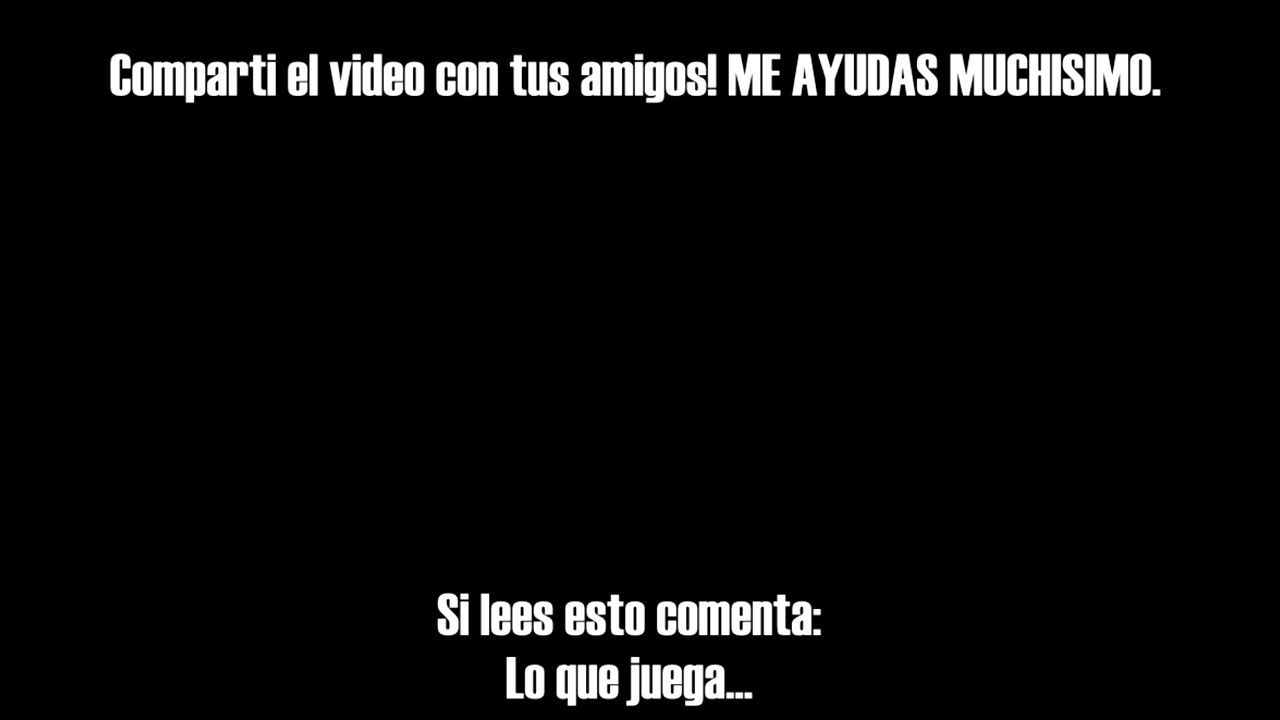 Comparti el video con tus amigos! ME AYUDAS MUCHISIMO.
Si lees esto comenta:
Lo que juega...